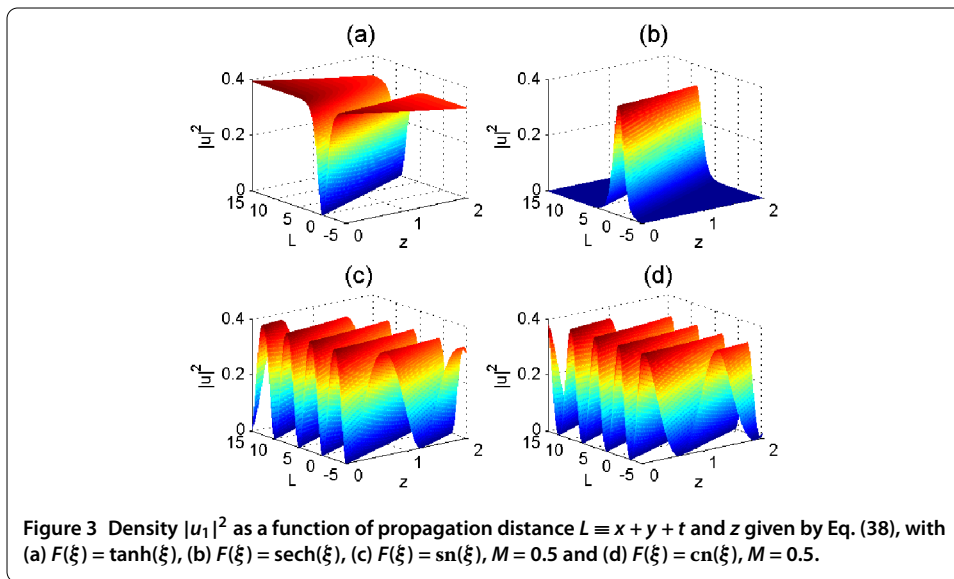 (a)
(b)
0.4
0.2
0
|u|²
15
10
5
0
-5
L
0
1
2
z
0.4
0.2
0
|u|²
15
10
5
0
-5
L
0
1
2
z
(c)
(d)
0.4
0.2
0
|u|²
15
10
5
0
-5
L
0
1
2
z
0.4
0.2
0
|u|²
15
10
5
0
-5
L
0
1
2
z
Figure 3 Density |u₁|² as a function of propagation distance L ≡ x + y + t and z given by Eq. (38), with
(a) F(ξ) = tanh(ξ), (b) F(ξ) = sech(ξ), (c) F(ξ) = sn(ξ), M = 0.5 and (d) F(ξ) = cn(ξ), M = 0.5.